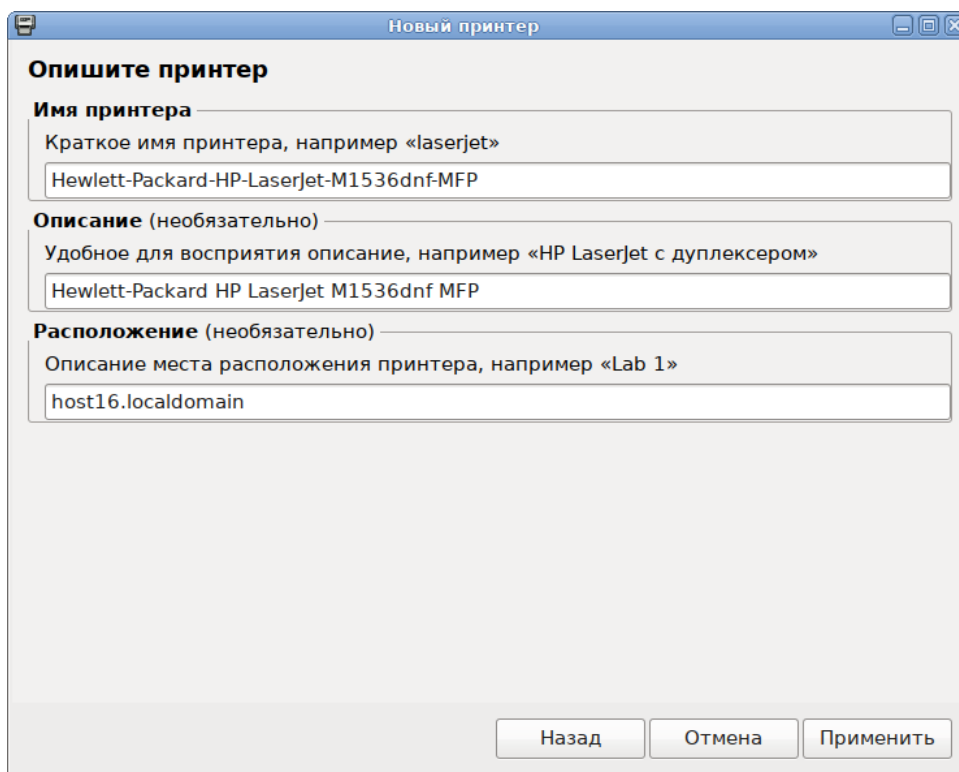 Новый принтер
Опишите принтер
Имя принтера
Краткое имя принтера, например «laserjet»
Hewlett-Packard-HP-LaserJet-M1536dnf-MFP
Описание (необязательно)
Удобное для восприятия описание, например «HP LaserJet с дуплексером»
Hewlett-Packard HP LaserJet M1536dnf MFP
Расположение (необязательно)
Описание места расположения принтера, например «Lab 1»
host16.localdomain
Назад Отмена Применить